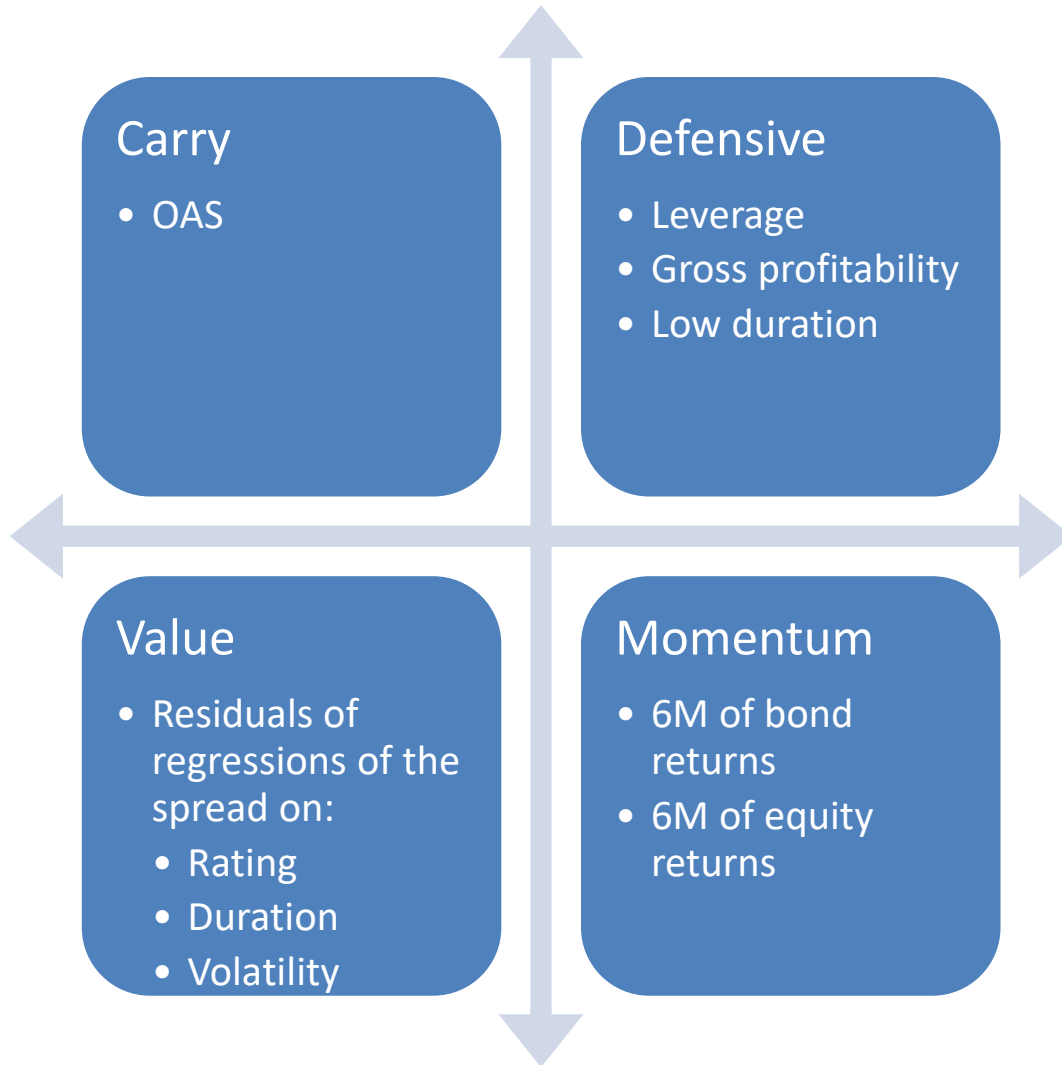 Carry
• OAS
Defensive
• Leverage
• Gross profitability
• Low duration
Value
• Residuals of
regressions of the
spread on:
• Rating
• Duration
• Volatility
Momentum
• 6M of bond
returns
• 6M of equity
returns